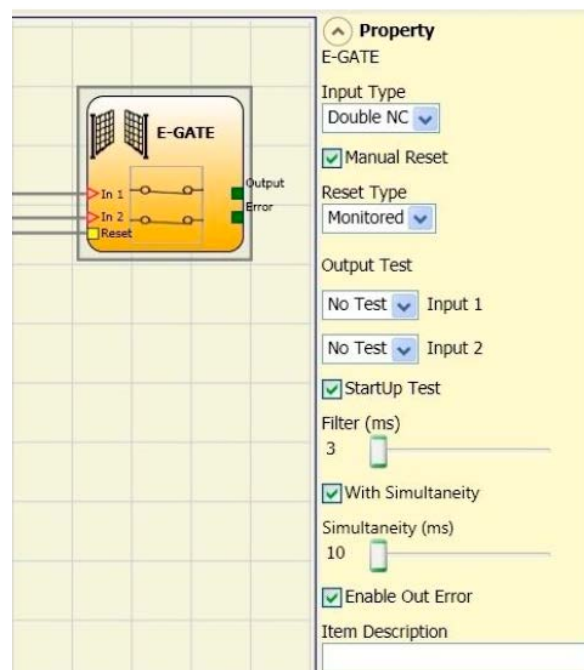 E-GATE
In 1
In 2
Reset
Output
Error
Property
E-GATE
Input Type
Double NC
Manual Reset
Reset Type
Monitored
Output Test
No Test Input 1
No Test Input 2
StartUp Test
Filter (ms)
3
With Simultaneity
Simultaneity (ms)
10
Enable Out Error
Item Description